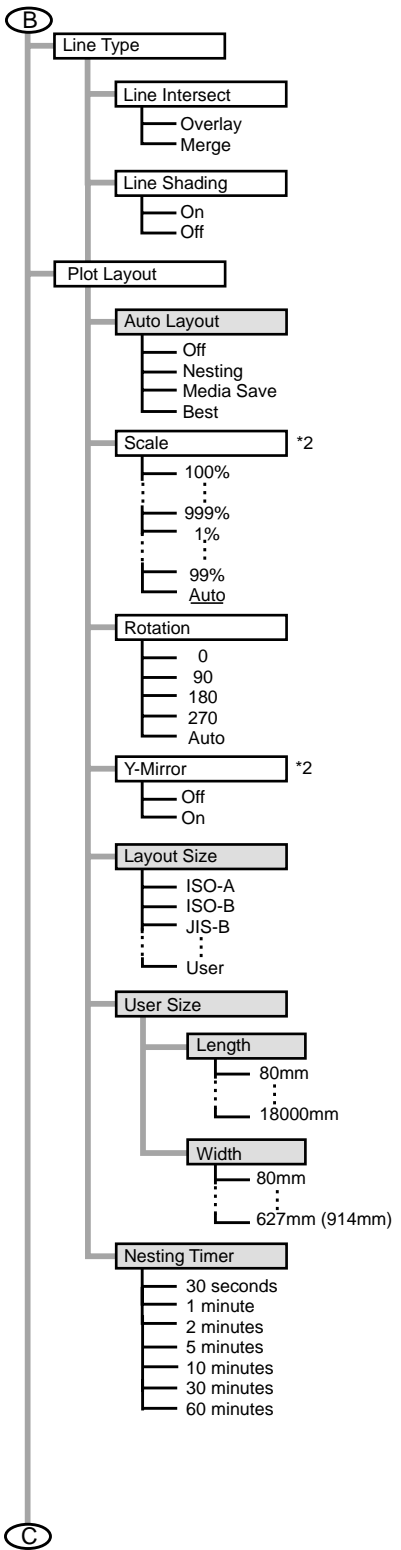 B
Line Type
Line Intersect
Overlay
Merge
Line Shading
On
Off
Plot Layout
Auto Layout
Off
Nesting
Media Save
Best
Scale *2
100%
999%
1%
99%
Auto
Rotation
0
90
180
270
Auto
Y-Mirror *2
Off
On
Layout Size
ISO-A
ISO-B
JIS-B
User
User Size
Length
80mm
18000mm
Width
80mm
627mm (914mm)
Nesting Timer
30 seconds
1 minute
2 minutes
5 minutes
10 minutes
30 minutes
60 minutes
C